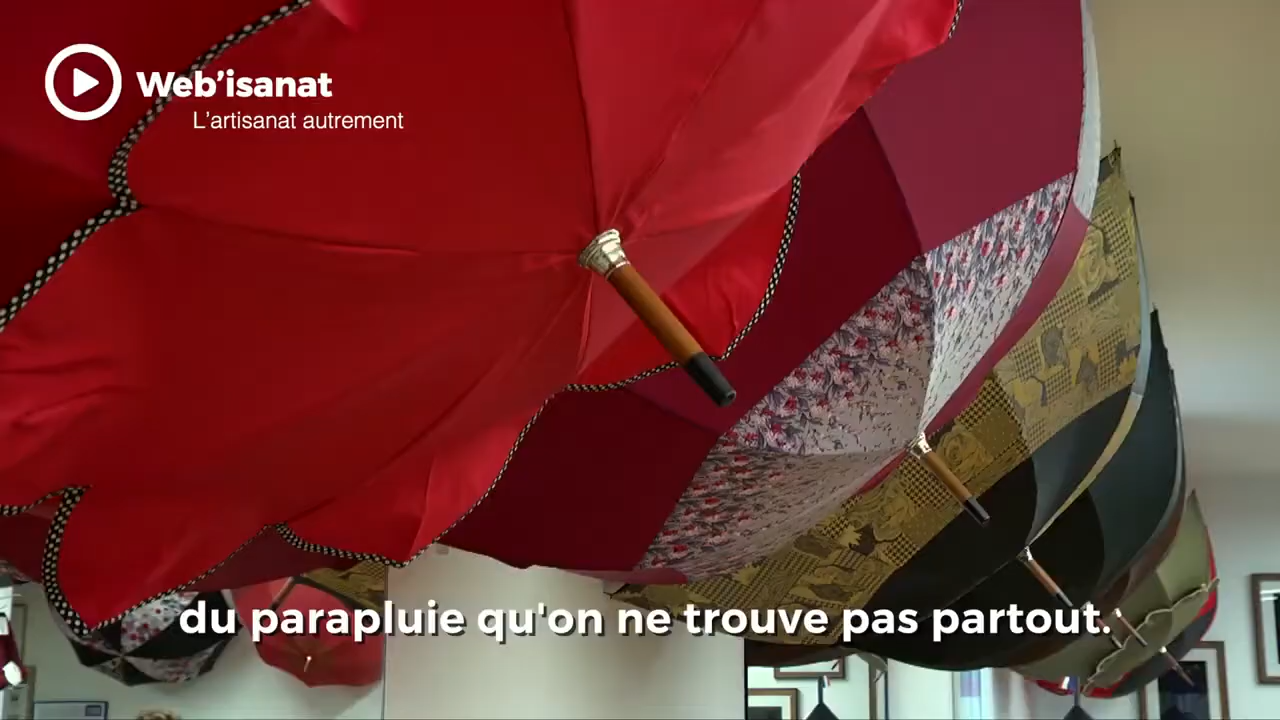 Web'isanat
L'artisanat autrement
du parapluie qu'on ne trouve pas partout.